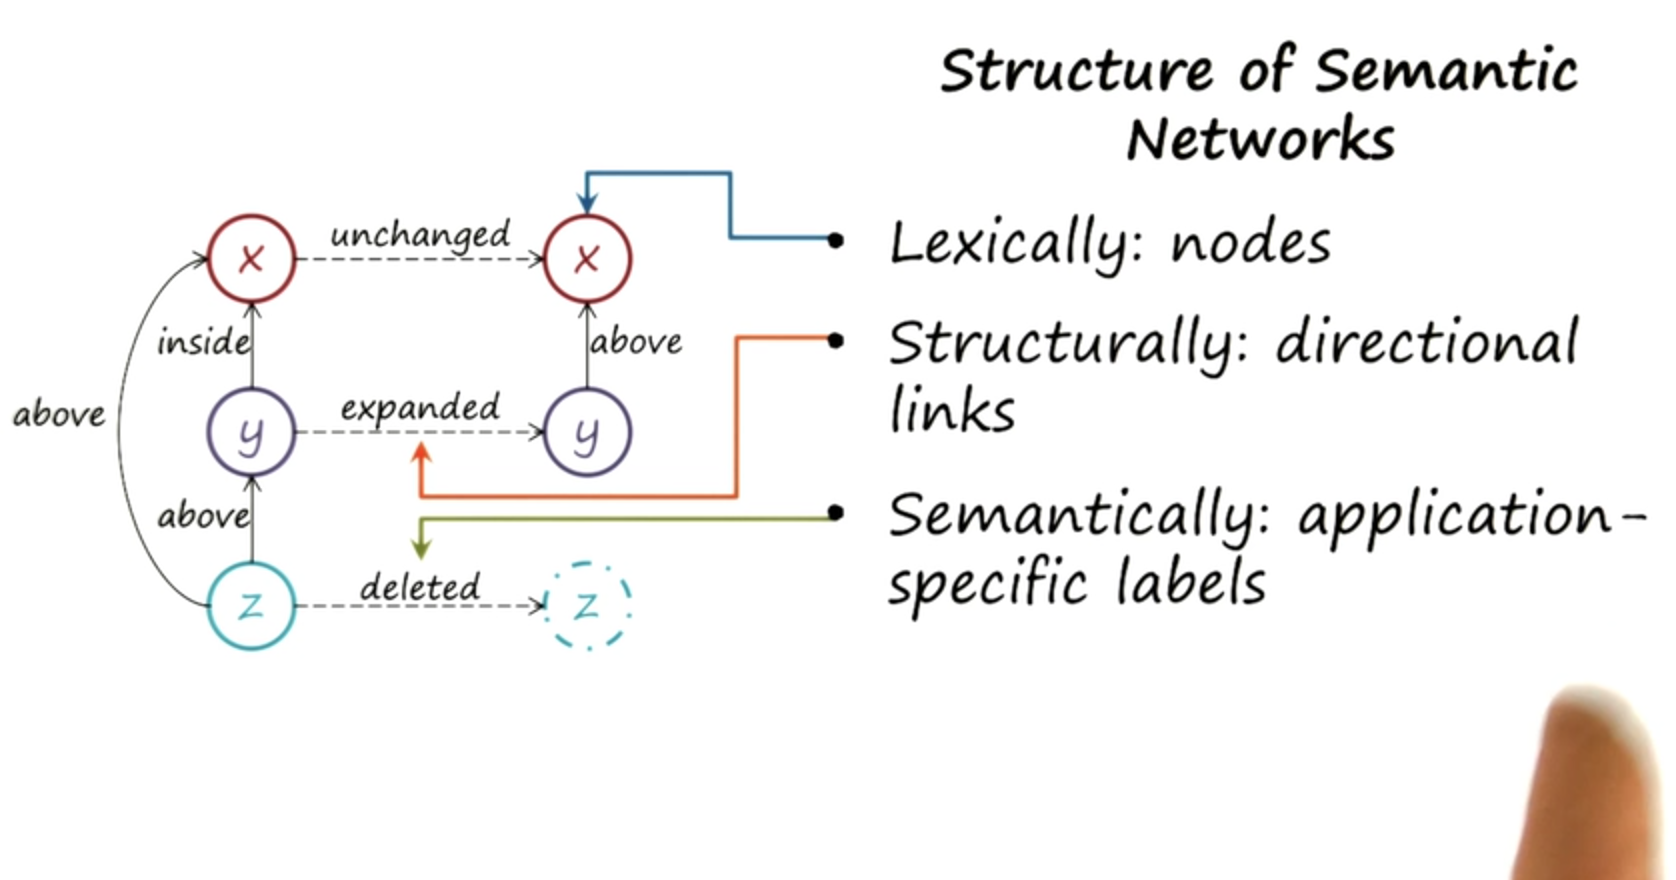 Structure of Semantic
Networks
x unchanged x
Lexically: nodes
inside
above
Structurally: directional
links
above
y expanded y
above
Semantically: application-
specific labels
z deleted z